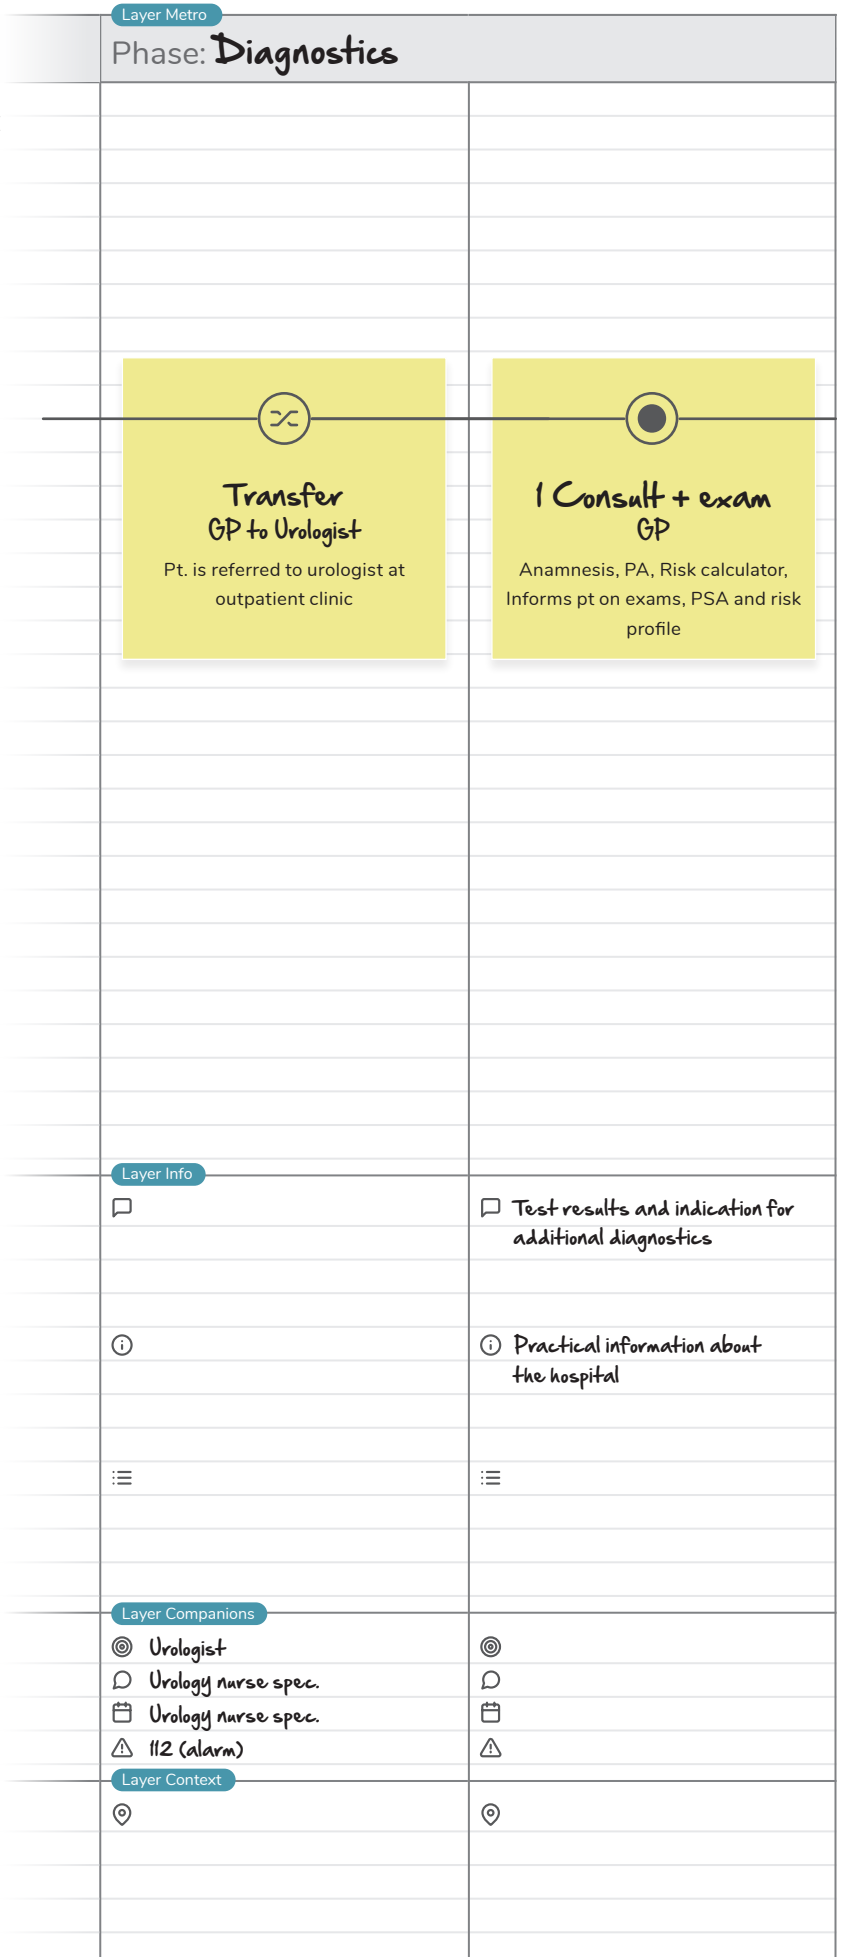 Layer Metro
Phase: Diagnostics
Transfer
GP to Urologist
Pt. is referred to urologist at
outpatient clinic
1 Consult + exam
GP
Anamnesis, PA, Risk calculator,
Informs pt on exams, PSA and risk
profile
Layer Info
Test results and indication for
additional diagnostics
Practical information about
the hospital
Layer Companions
Urologist
Urology nurse spec.
Urology nurse spec.
112 (alarm)
Layer Context